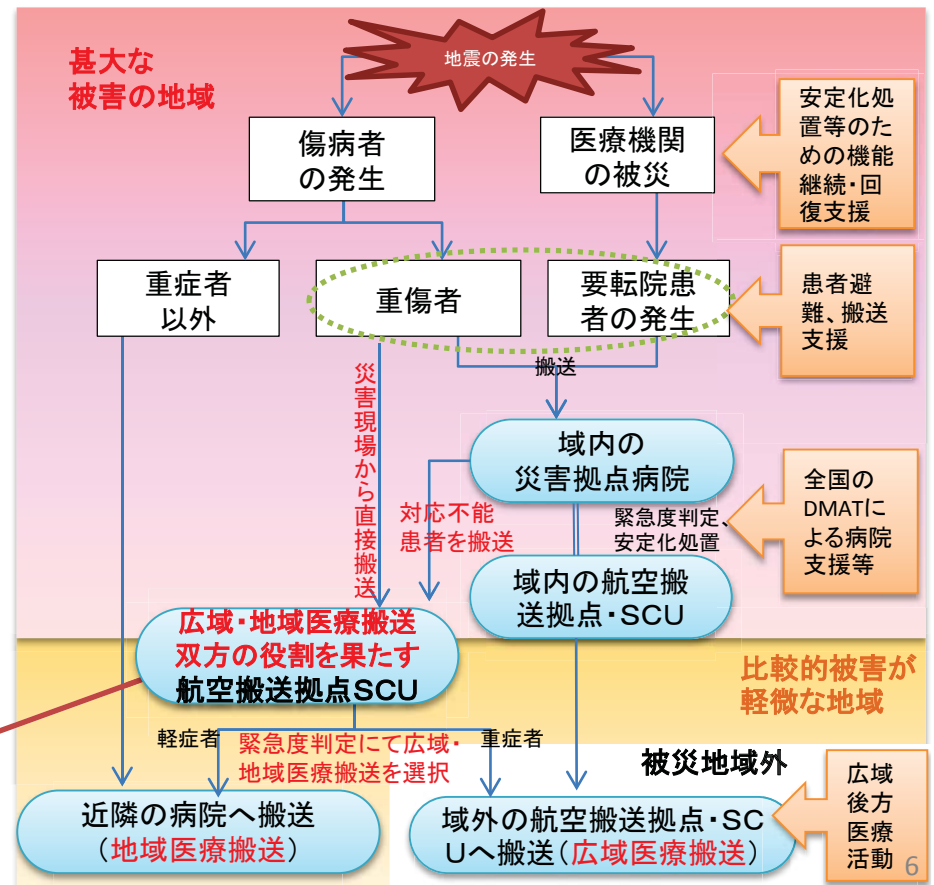 地震の発生
甚大な
被害の地域
傷病者
の発生
医療機関
の被災
安定化処
置等のた
めの機能
継続・回
復支援
重症者
以外
重傷者
要転院患
者の発生
患者避
難、搬送
支援
搬送
災害現場から直接搬送
域内の
災害拠点病院
対応不能
患者を搬送
緊急度判定、
安定化処置
全国の
DMATに
よる病院
支援等
域内の航空搬
送拠点・SCU
広域・地域医療搬送
双方の役割を果たす
航空搬送拠点SCU
比較的被害が
軽微な地域
軽症者
緊急度判定にて広域・
地域医療搬送を選択
重症者
被災地域外
近隣の病院へ搬送
（地域医療搬送）
域外の航空搬送拠点・SC
Uへ搬送（広域医療搬送）
広域
後方
医療
活動
6